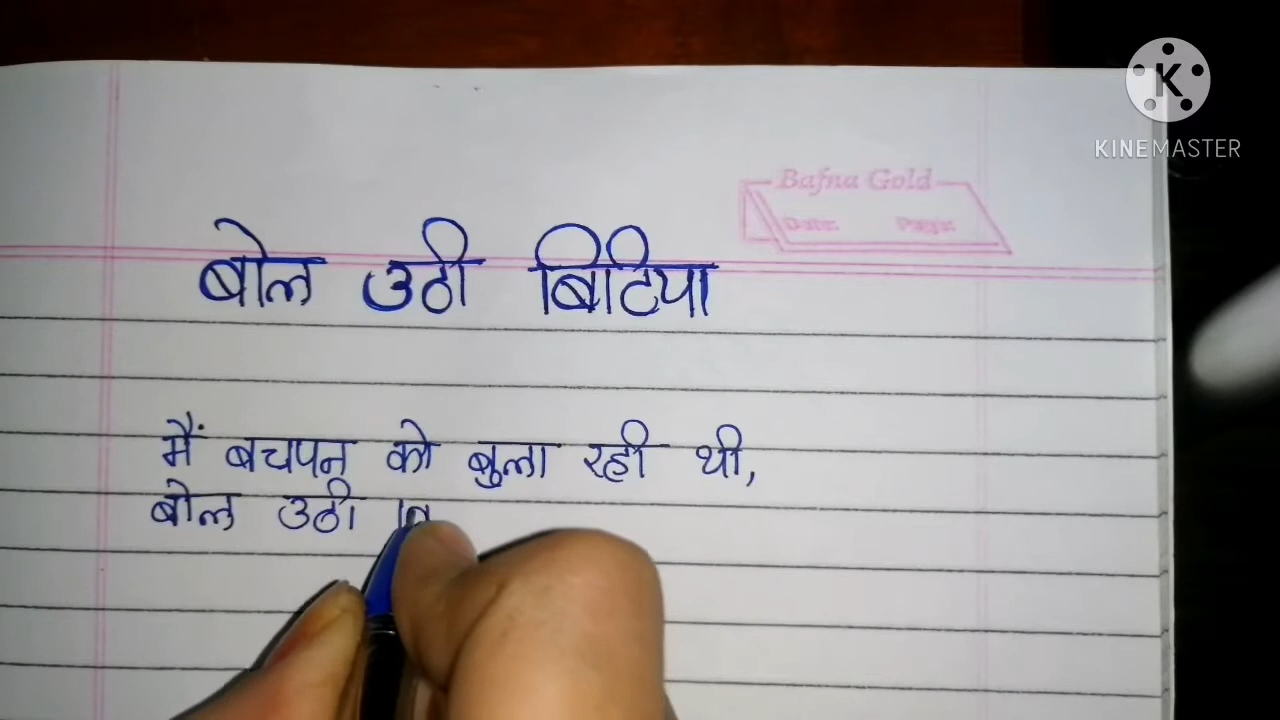 KINEMASTER
Bafna Gold
Date: Page:
बोल उठी बिटिया
मैं बचपन को बुला रही थी,
बोल उठी